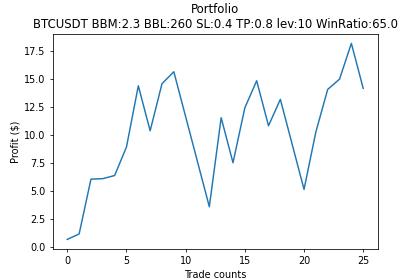 Portfolio
BTCUSDT BBM:2.3 BBL:260 SL:0.4 TP:0.8 lev:10 WinRatio:65.0
17.5
15.0
12.5
10.0
7.5
5.0
2.5
0.0
Profit ($)
0 5 10 15 20 25
Trade counts